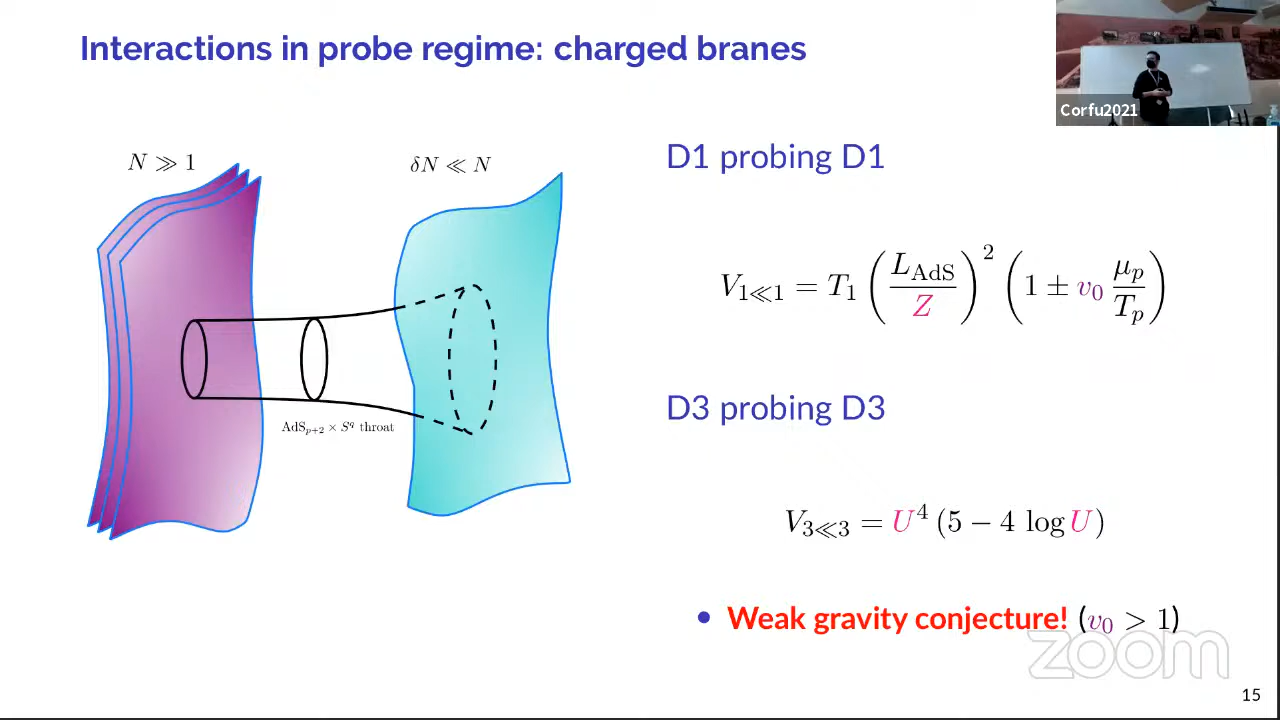 Interactions in probe regime: charged branes
Corfu2021
N ≫ 1
δN ≪ N
AdS_{p+2} × S^q throat
D1 probing D1
V_{1≪1} = T_1 (L_AdS / Z)^2 (1 ± v_0 μ_p / T_p)
D3 probing D3
V_{3≪3} = U^4 (5 − 4 log U)
• Weak gravity conjecture! (v_0 > 1)
zoom
15